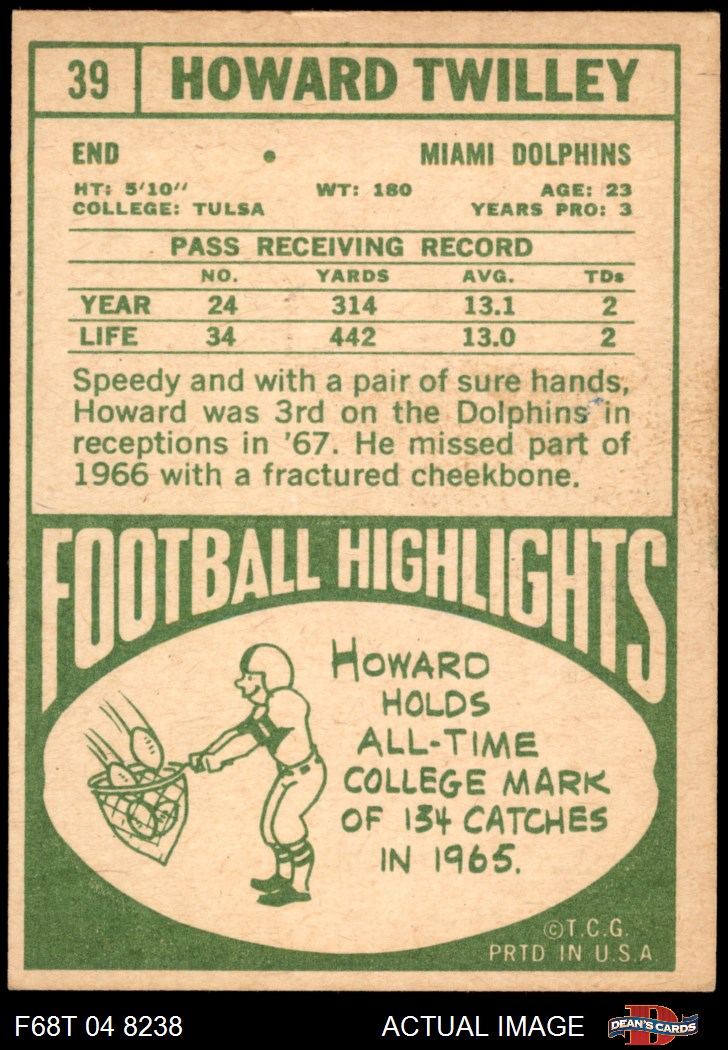 39 HOWARD TWILLEY
END • MIAMI DOLPHINS
HT: 5'10" WT: 180 AGE: 23
COLLEGE: TULSA YEARS PRO: 3
PASS RECEIVING RECORD
NO. YARDS AVG. TDs
YEAR 24 314 13.1 2
LIFE 34 442 13.0 2
Speedy and with a pair of sure hands,
Howard was 3rd on the Dolphins in
receptions in '67. He missed part of
1966 with a fractured cheekbone.
FOOTBALL HIGHLIGHTS
HOWARD
HOLDS
ALL-TIME
COLLEGE MARK
OF 134 CATCHES
IN 1965.
©T.C.G.
PRTD IN U.S.A
F68T 04 8238 ACTUAL IMAGE DEAN'S CARDS